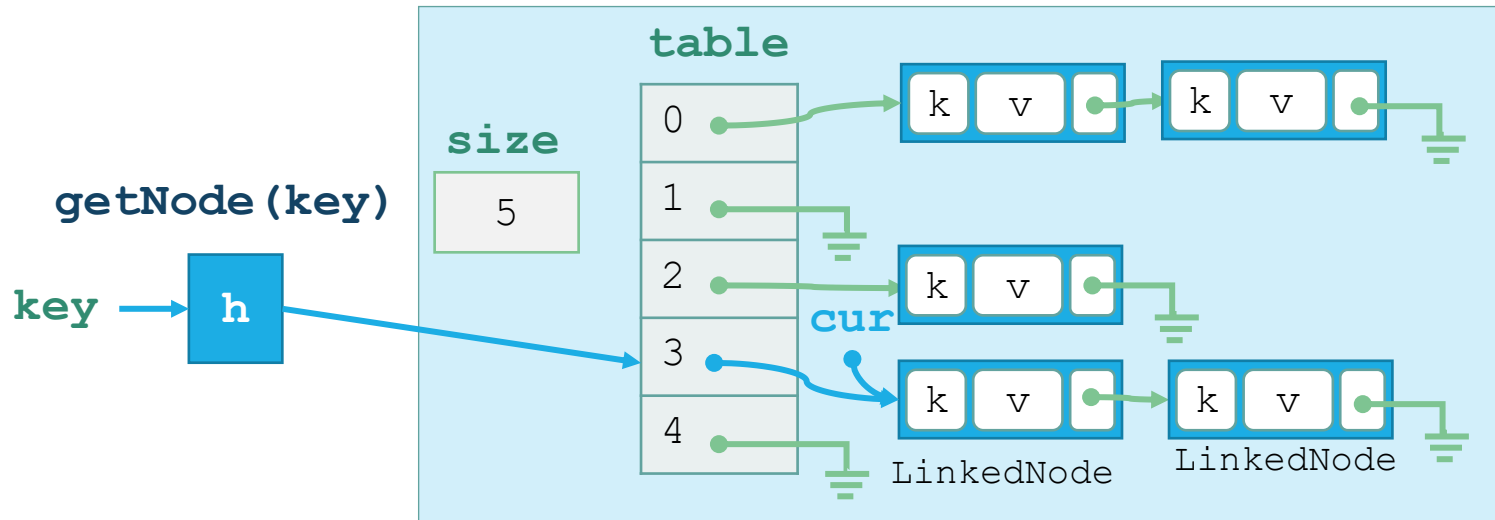 table
size
5
getNode(key)
key
h
0
k v
k v
1
2
k v
cur
3
k v
k v
4
LinkedNode
LinkedNode